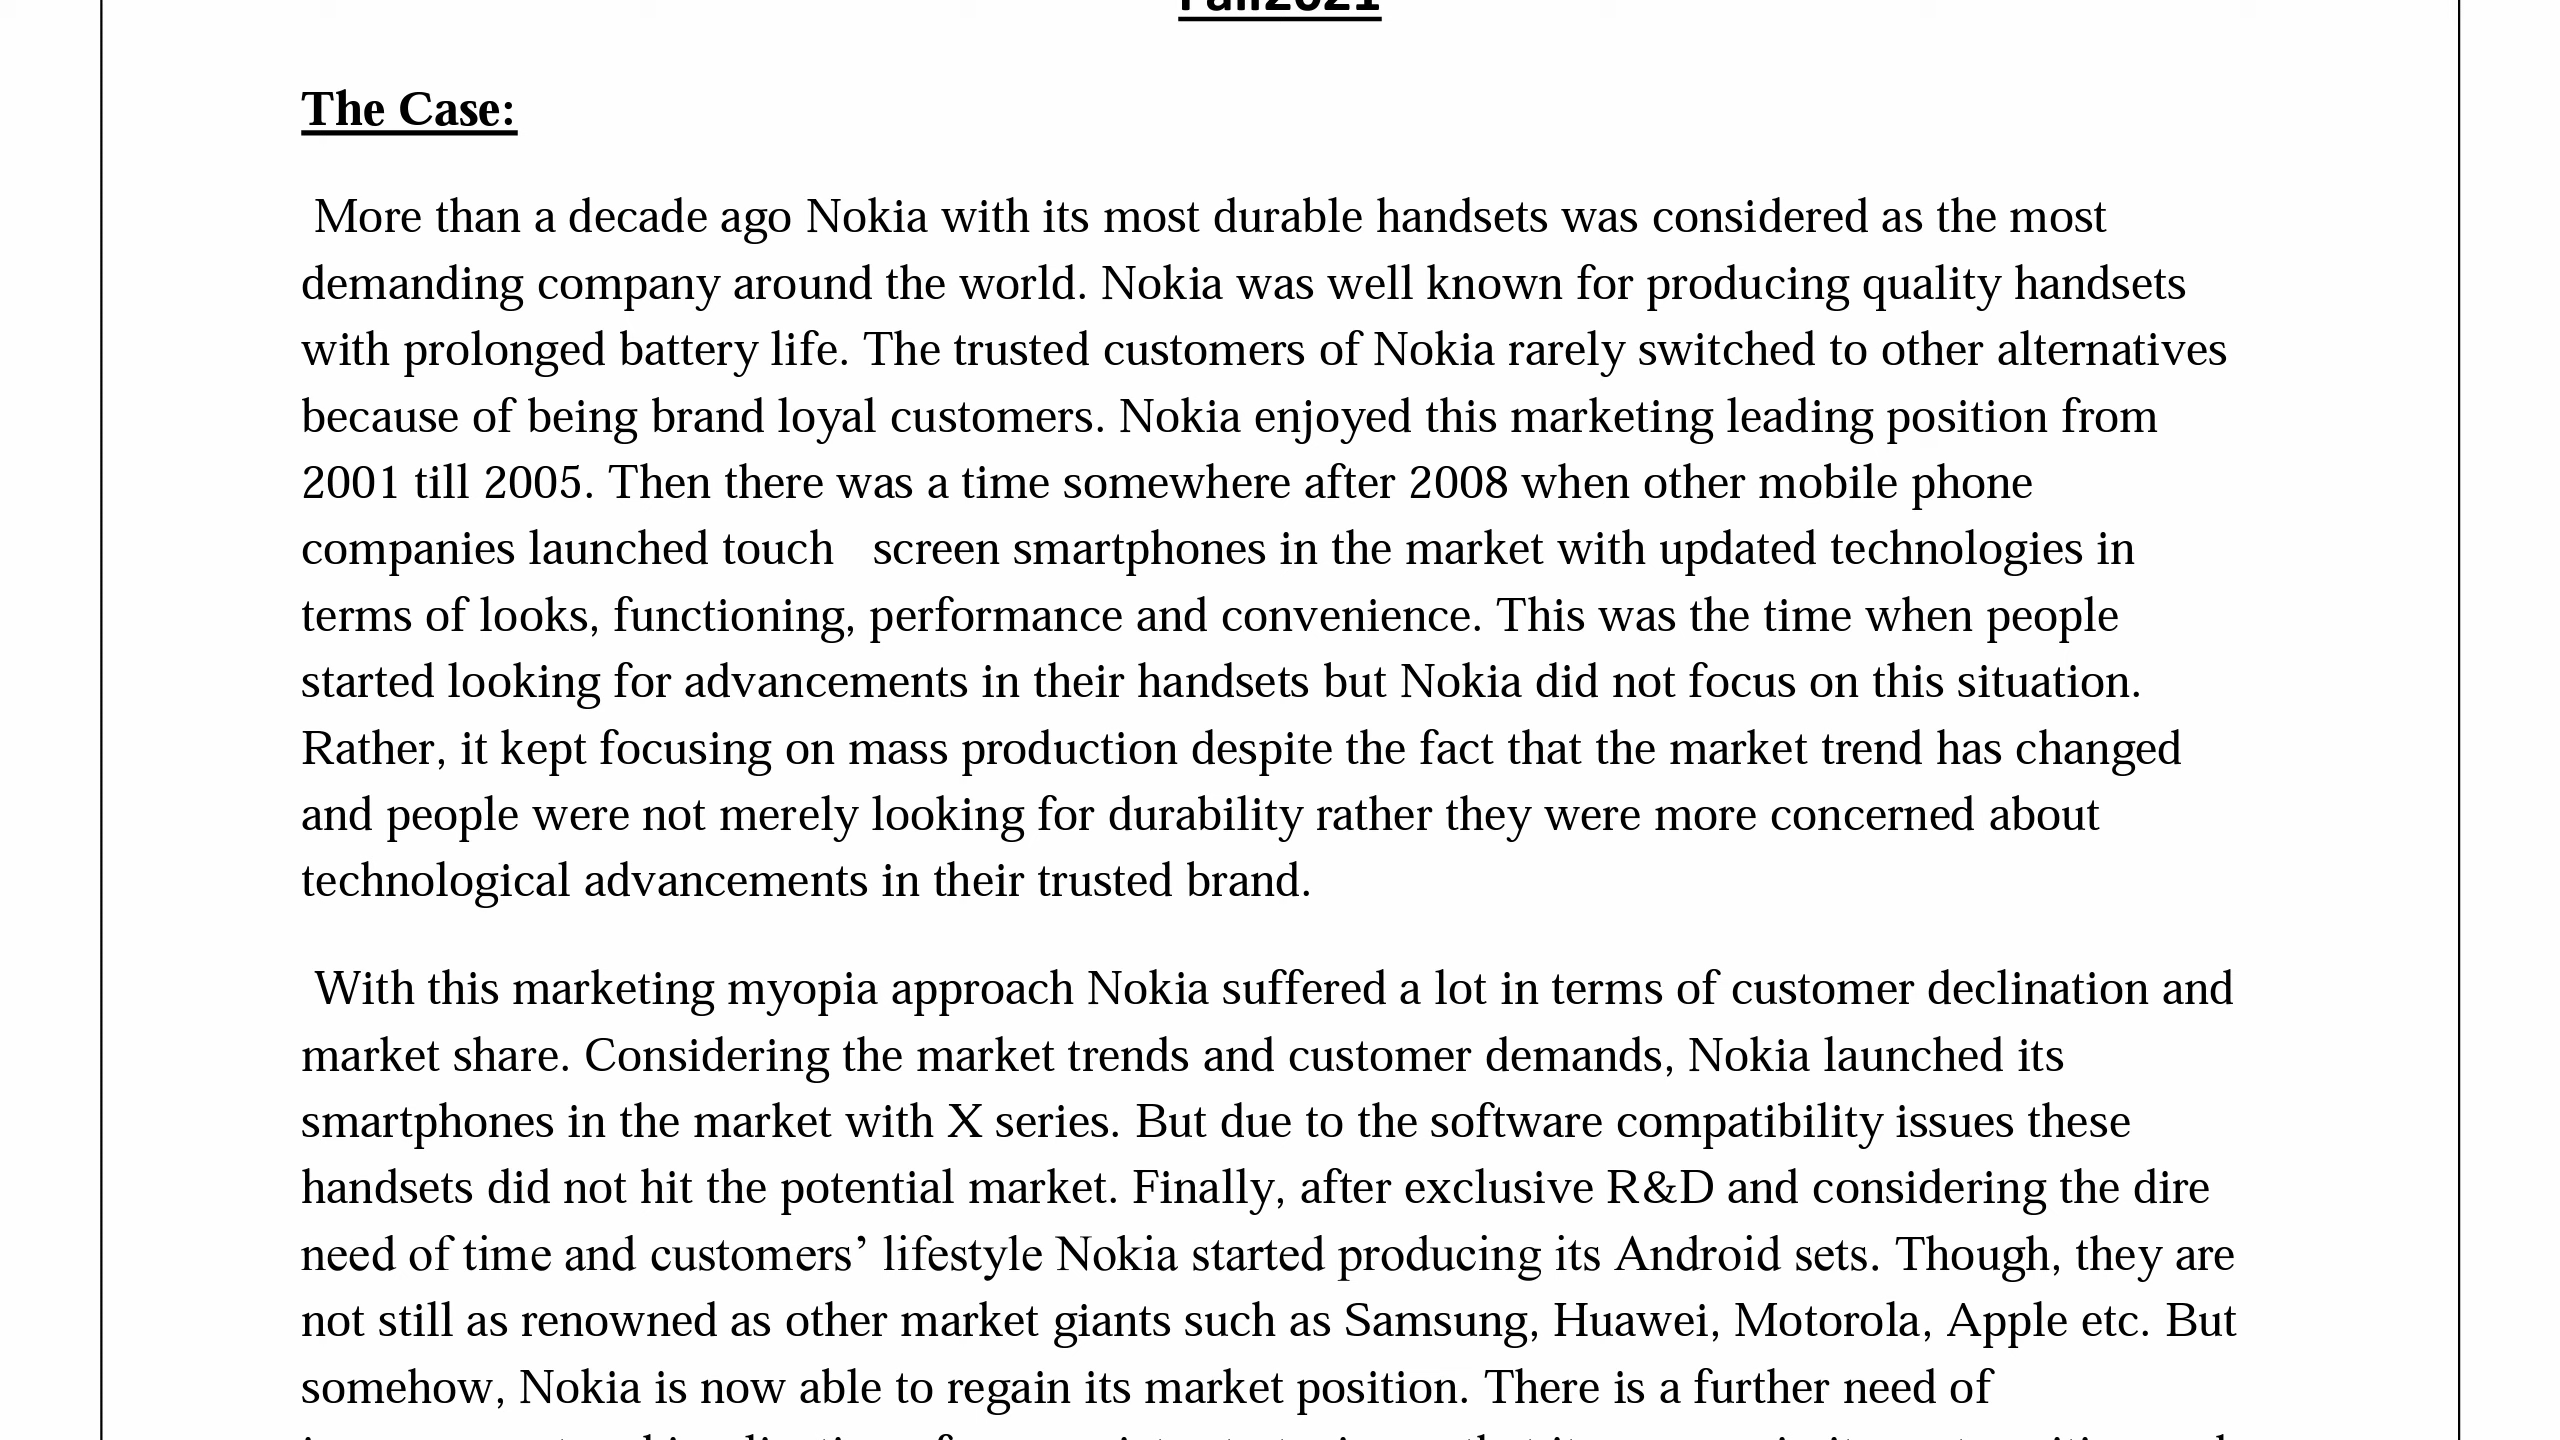 Fall2021
The Case:
More than a decade ago Nokia with its most durable handsets was considered as the most
demanding company around the world. Nokia was well known for producing quality handsets
with prolonged battery life. The trusted customers of Nokia rarely switched to other alternatives
because of being brand loyal customers. Nokia enjoyed this marketing leading position from
2001 till 2005. Then there was a time somewhere after 2008 when other mobile phone
companies launched touch   screen smartphones in the market with updated technologies in
terms of looks, functioning, performance and convenience. This was the time when people
started looking for advancements in their handsets but Nokia did not focus on this situation.
Rather, it kept focusing on mass production despite the fact that the market trend has changed
and people were not merely looking for durability rather they were more concerned about
technological advancements in their trusted brand.
With this marketing myopia approach Nokia suffered a lot in terms of customer declination and
market share. Considering the market trends and customer demands, Nokia launched its
smartphones in the market with X series. But due to the software compatibility issues these
handsets did not hit the potential market. Finally, after exclusive R&D and considering the dire
need of time and customers’ lifestyle Nokia started producing its Android sets. Though, they are
not still as renowned as other market giants such as Samsung, Huawei, Motorola, Apple etc. But
somehow, Nokia is now able to regain its market position. There is a further need of